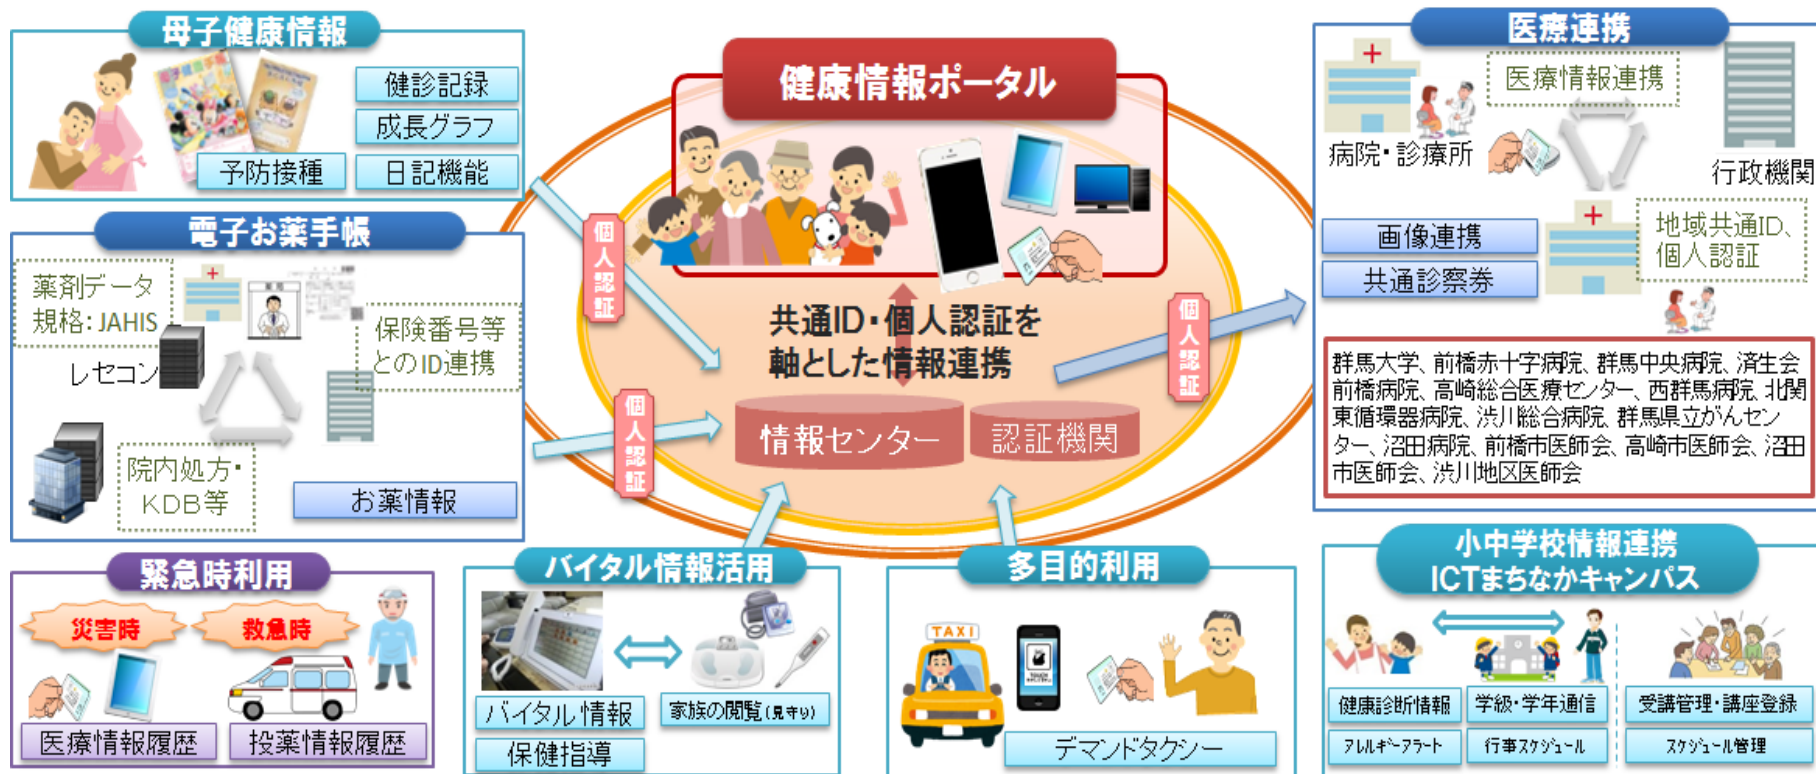 母子健康情報
健診記録
成長グラフ
予防接種
日記機能
電子お薬手帳
薬剤データ
規格：JAHIS
レセコン
薬局
保険番号等
とのID連携
院内処方・
KDB等
お薬情報
緊急時利用
災害時
救急時
医療情報履歴
投薬情報履歴
健康情報ポータル
個人認証
個人認証
個人認証
共通ID・個人認証を
軸とした情報連携
情報センター
認証機関
バイタル情報活用
バイタル情報
家族の閲覧（見守り）
保健指導
多目的利用
TAXI
TOUCH
デマンドタクシー
医療連携
医療情報連携
病院・診療所
行政機関
画像連携
共通診察券
地域共通ID、
個人認証
群馬大学、前橋赤十字病院、群馬中央病院、済生会
前橋病院、高崎総合医療センター、西群馬病院、北関
東循環器病院、渋川総合病院、群馬県立がんセン
ター、沼田病院、前橋市医師会、高崎市医師会、沼田
市医師会、渋川地区医師会
小中学校情報連携
ICTまちなかキャンパス
健康診断情報
学級・学年通信
受講管理・講座登録
アレルギーアラート
行事スケジュール
スケジュール管理